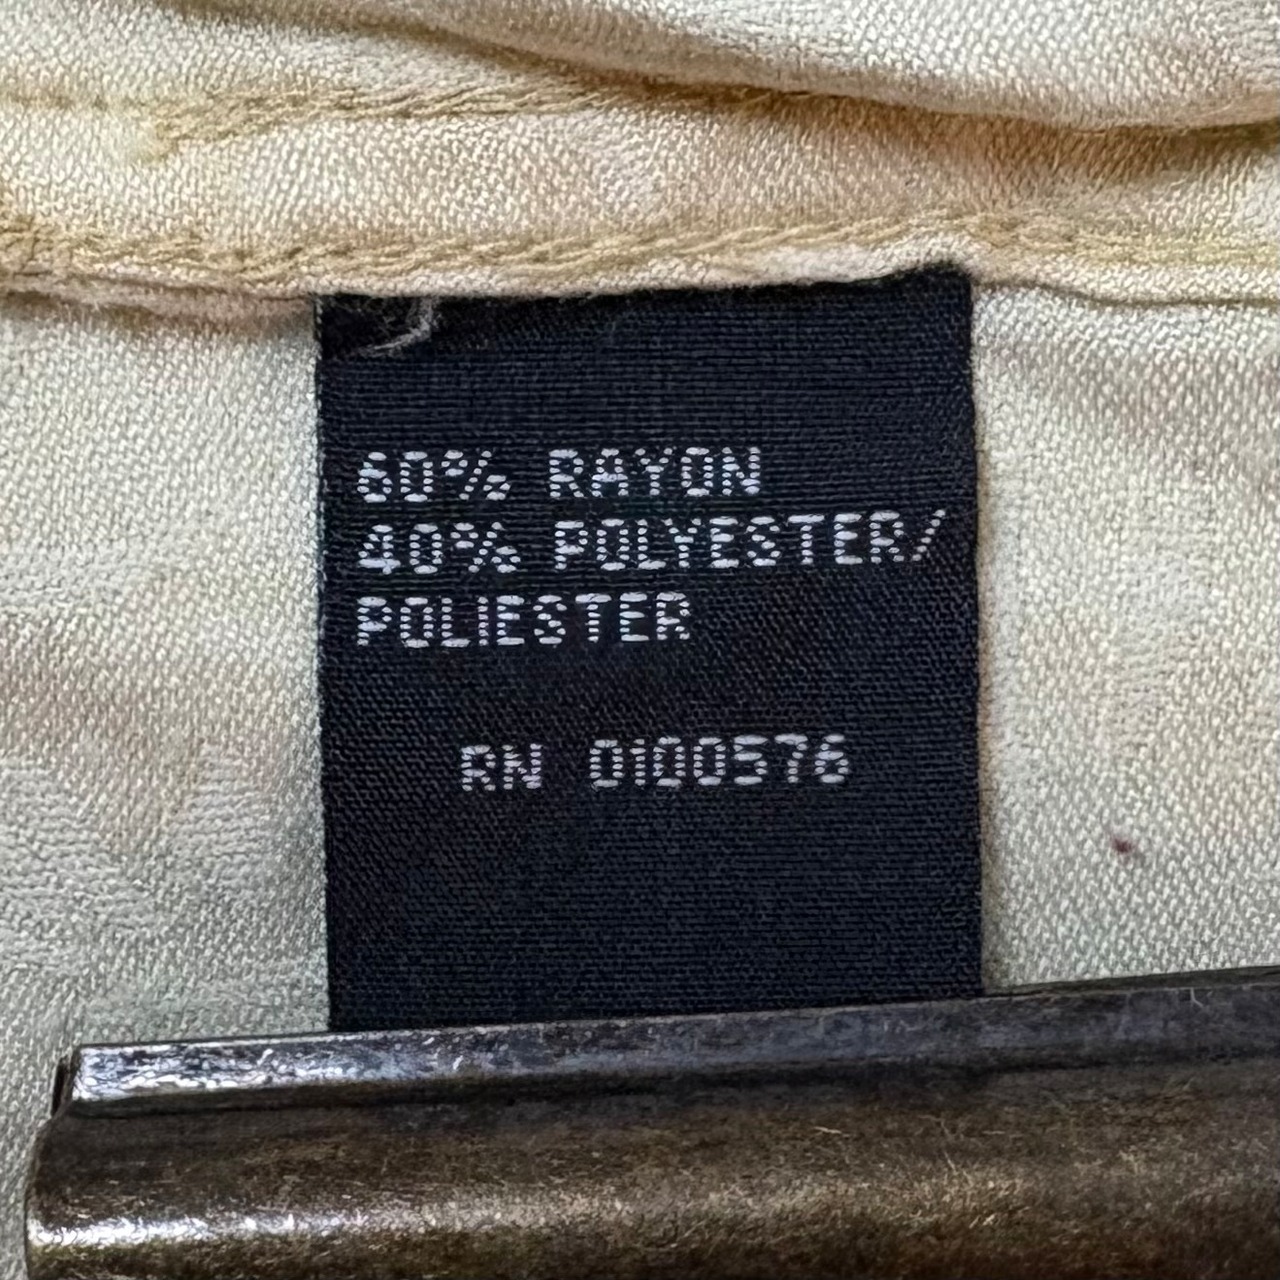 60% RAYON
40% POLYESTER/
POLIESTER
RN 0100576